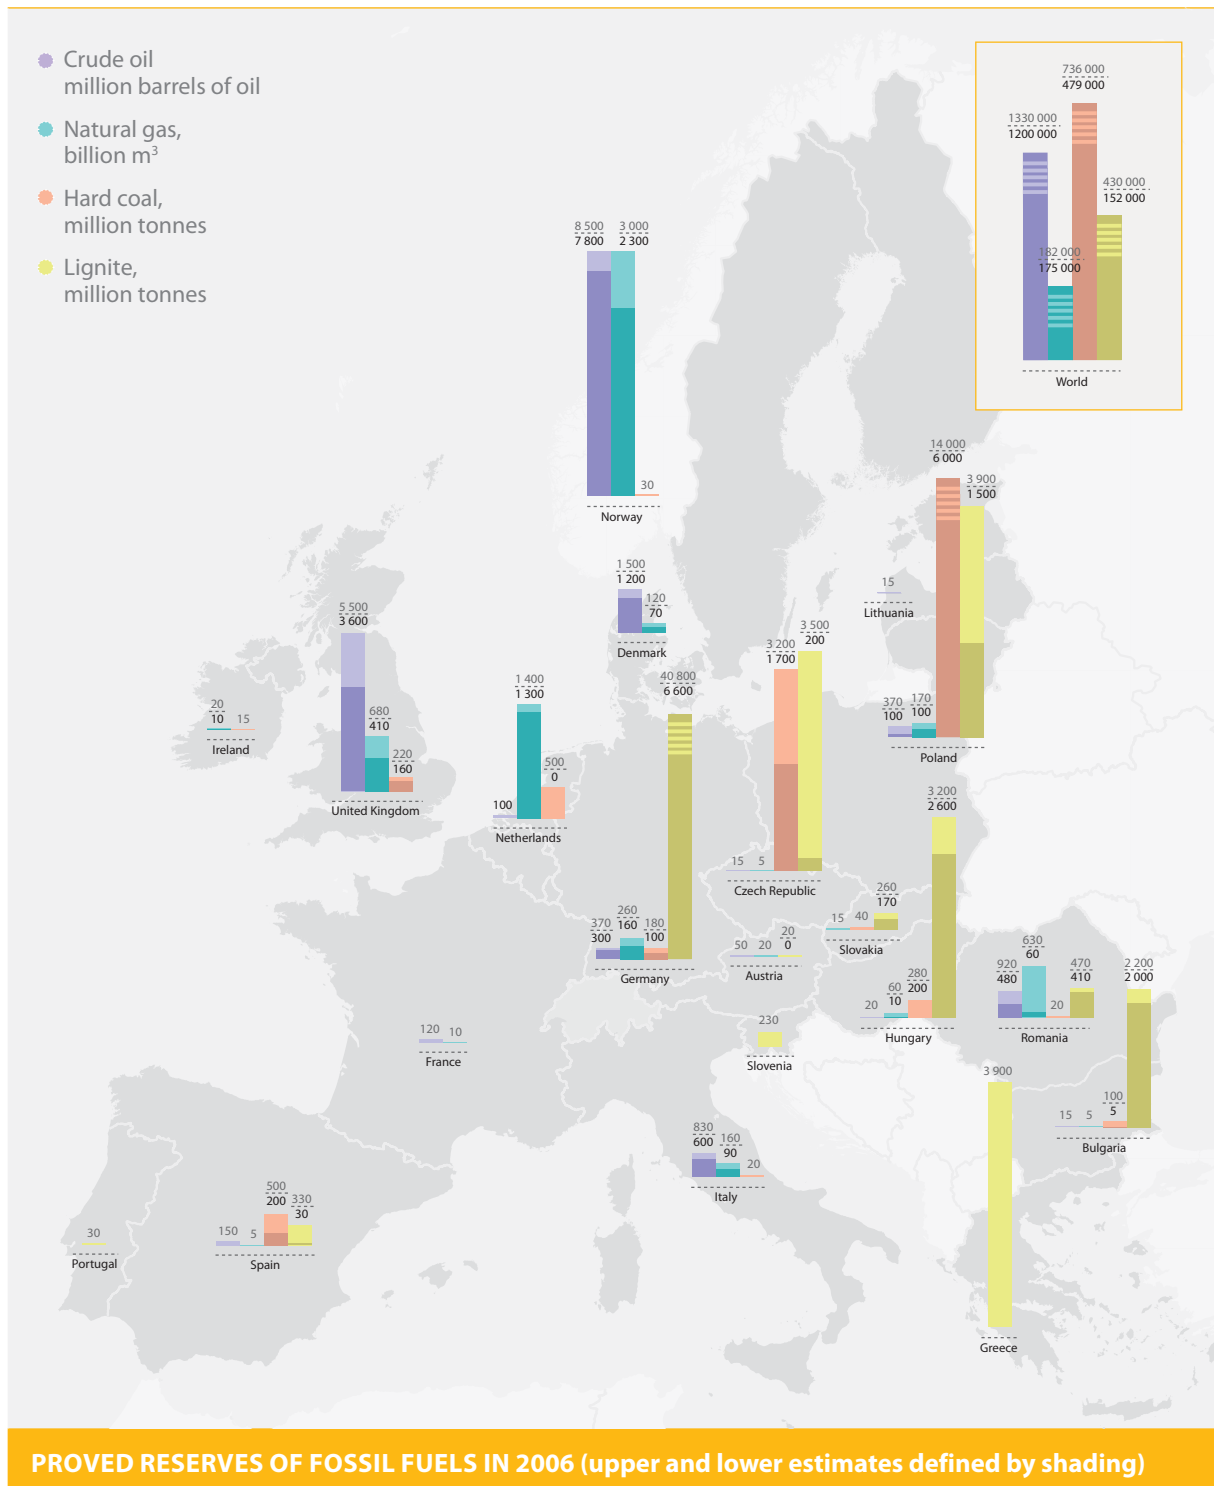 Crude oil
million barrels of oil
Natural gas,
billion m³
Hard coal,
million tonnes
Lignite,
million tonnes
736 000
479 000
1330 000
1200 000
430 000
152 000
182 000
175 000
World
8 500 3 000
7 800 2 300
30
Norway
14 000
6 000
3 900
1 500
370 170
100 100
Poland
1 500
1 200
120
70
Denmark
15
Lithuania
5 500
3 600
680
410
220
160
United Kingdom
20
10 15
Ireland
1 400
1 300
500
0
100
Netherlands
40 800
6 600
370 260 180
300 160 100
Germany
3 500
200
3 200
1 700
15 5
Czech Republic
260
170
15 40
Slovakia
20
50 20 0
Austria
3 200
2 600
280
200
60
10
20
Hungary
630
60
920 470
480 410
20
Romania
2 200
2 000
100
5
15 5
Bulgaria
120 10
France
230
Slovenia
3 900
Greece
830
600
160
90
20
Italy
500
200
330
30
150 5
Spain
30
Portugal
PROVED RESERVES OF FOSSIL FUELS IN 2006 (upper and lower estimates defined by shading)